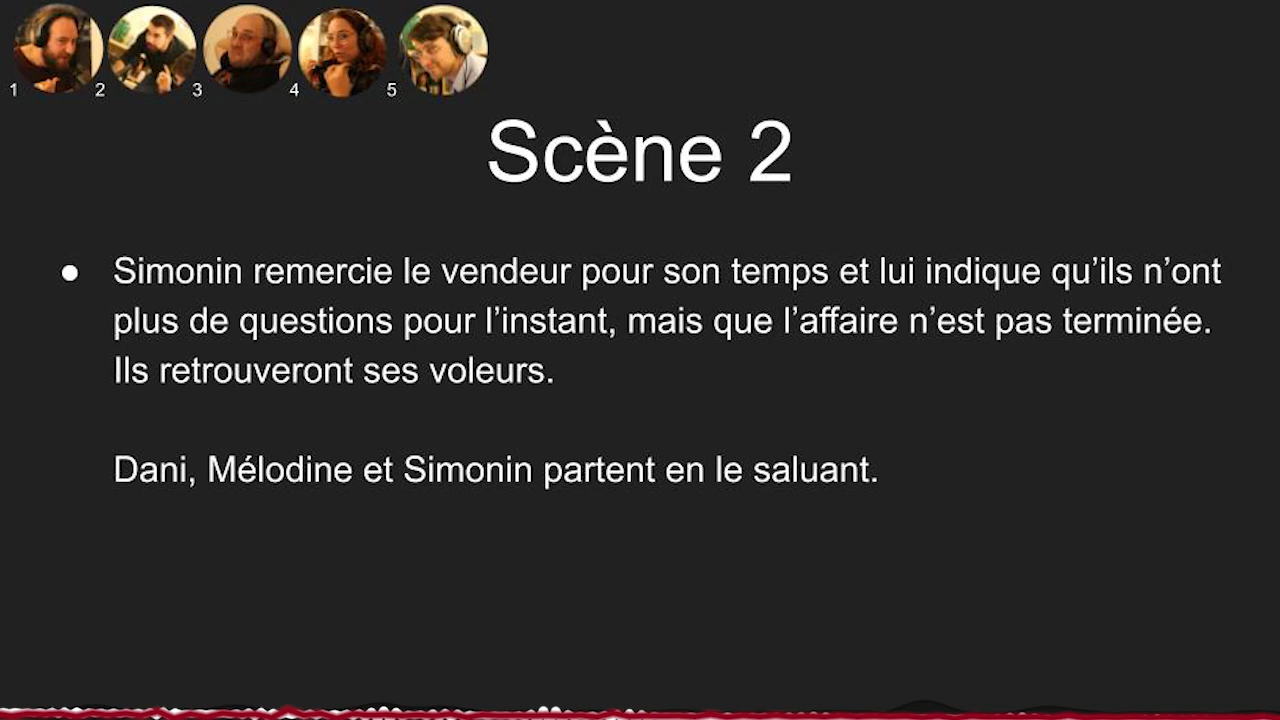 1 2 3 4 5
Scène 2
● Simonin remercie le vendeur pour son temps et lui indique qu’ils n’ont
plus de questions pour l’instant, mais que l’affaire n’est pas terminée.
Ils retrouveront ses voleurs.
Dani, Mélodine et Simonin partent en le saluant.